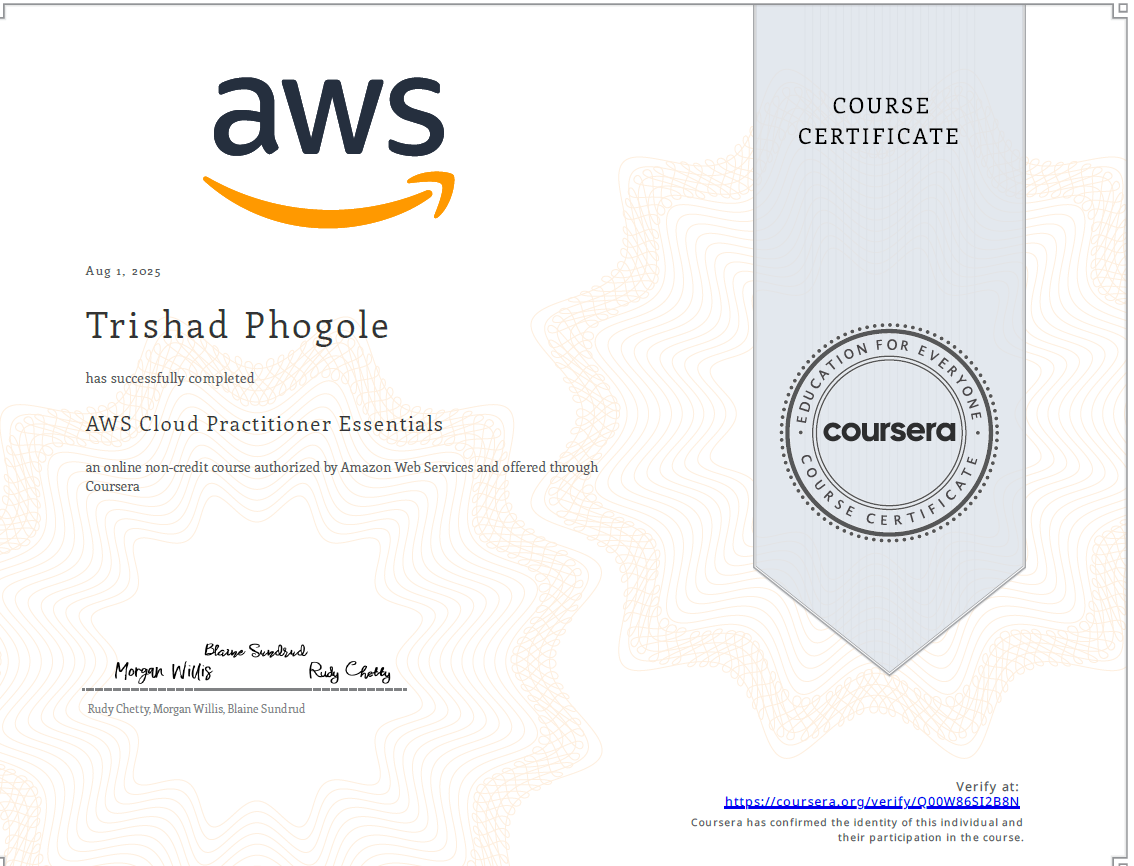 aws
COURSE
CERTIFICATE
Aug 1, 2025
Trishad Phogole
has successfully completed
AWS Cloud Practitioner Essentials
an online non-credit course authorized by Amazon Web Services and offered through
Coursera
EDUCATION FOR EVERYONE
coursera
COURSE CERTIFICATE
Blaine Sundrud
Morgan Willis
Rudy Chetty
Rudy Chetty, Morgan Willis, Blaine Sundrud
Verify at:
https://coursera.org/verify/Q00W86SI2B8N
Coursera has confirmed the identity of this individual and
their participation in the course.